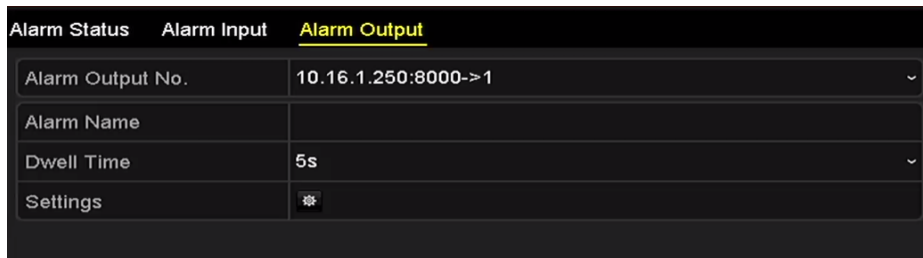 Alarm Status Alarm Input Alarm Output
Alarm Output No. 10.16.1.250:8000->1
Alarm Name
Dwell Time 5s
Settings